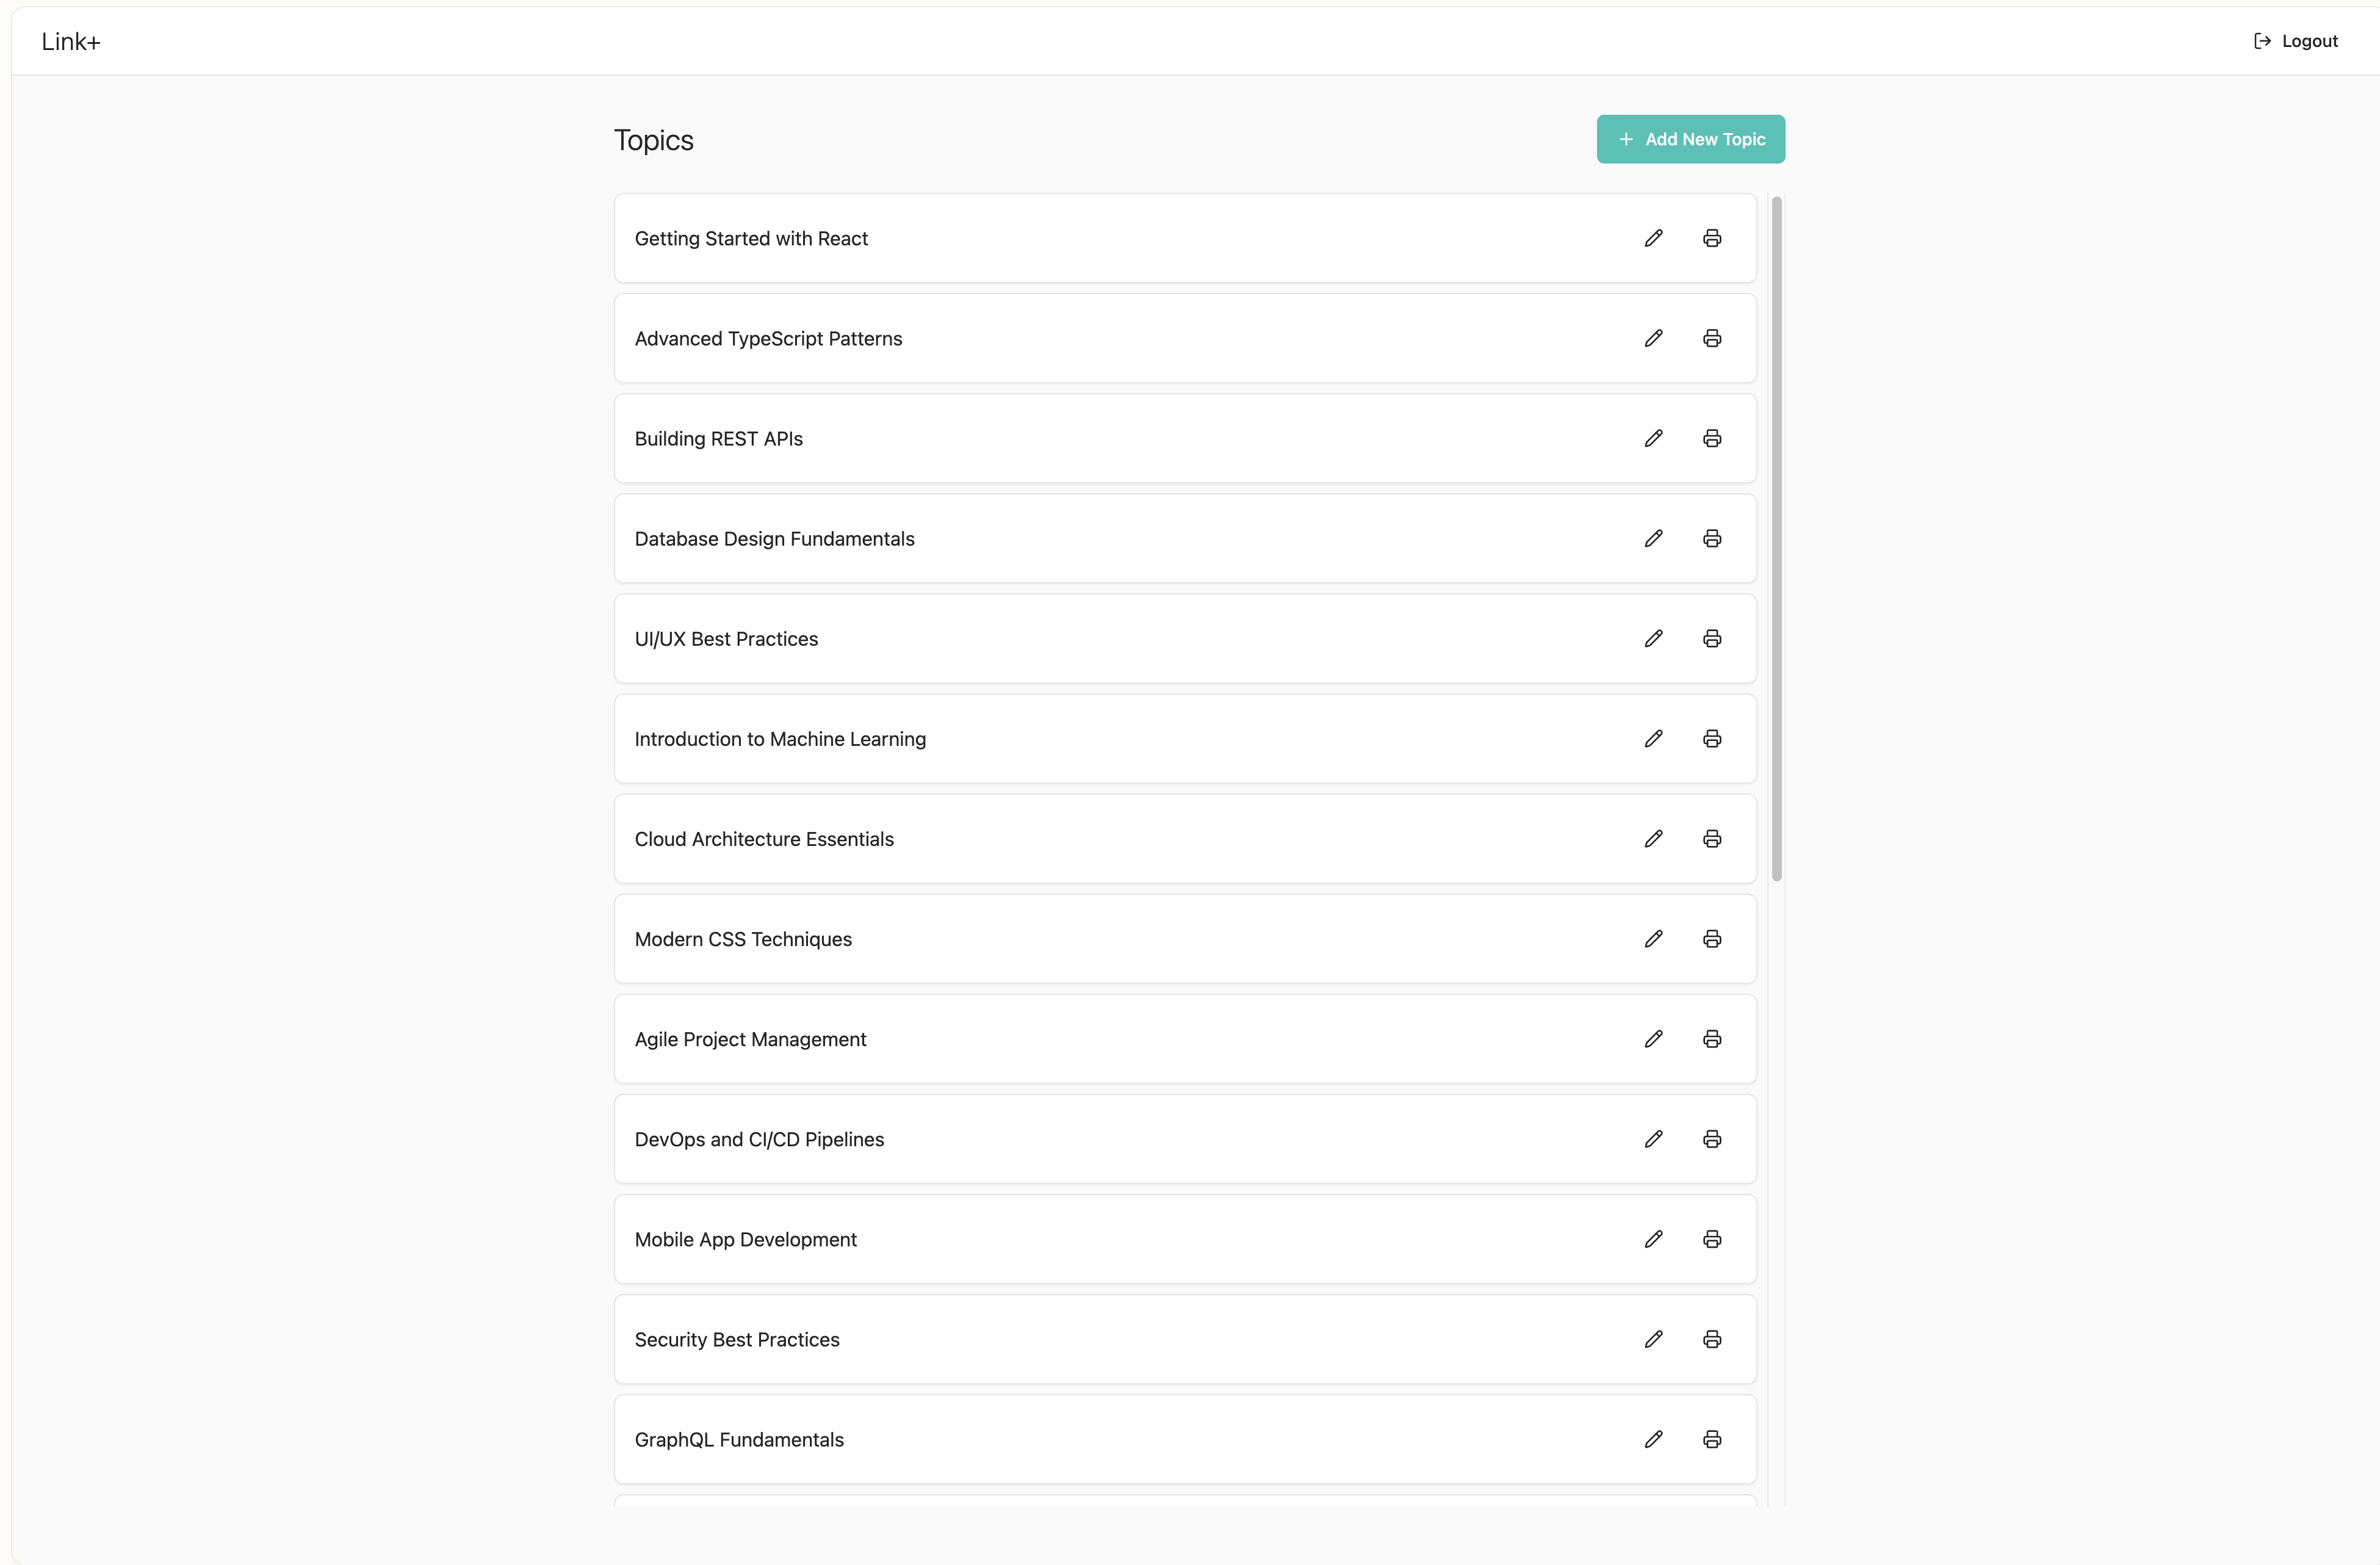 Link+
Logout
Topics
Add New Topic
Getting Started with React
Advanced TypeScript Patterns
Building REST APIs
Database Design Fundamentals
UI/UX Best Practices
Introduction to Machine Learning
Cloud Architecture Essentials
Modern CSS Techniques
Agile Project Management
DevOps and CI/CD Pipelines
Mobile App Development
Security Best Practices
GraphQL Fundamentals